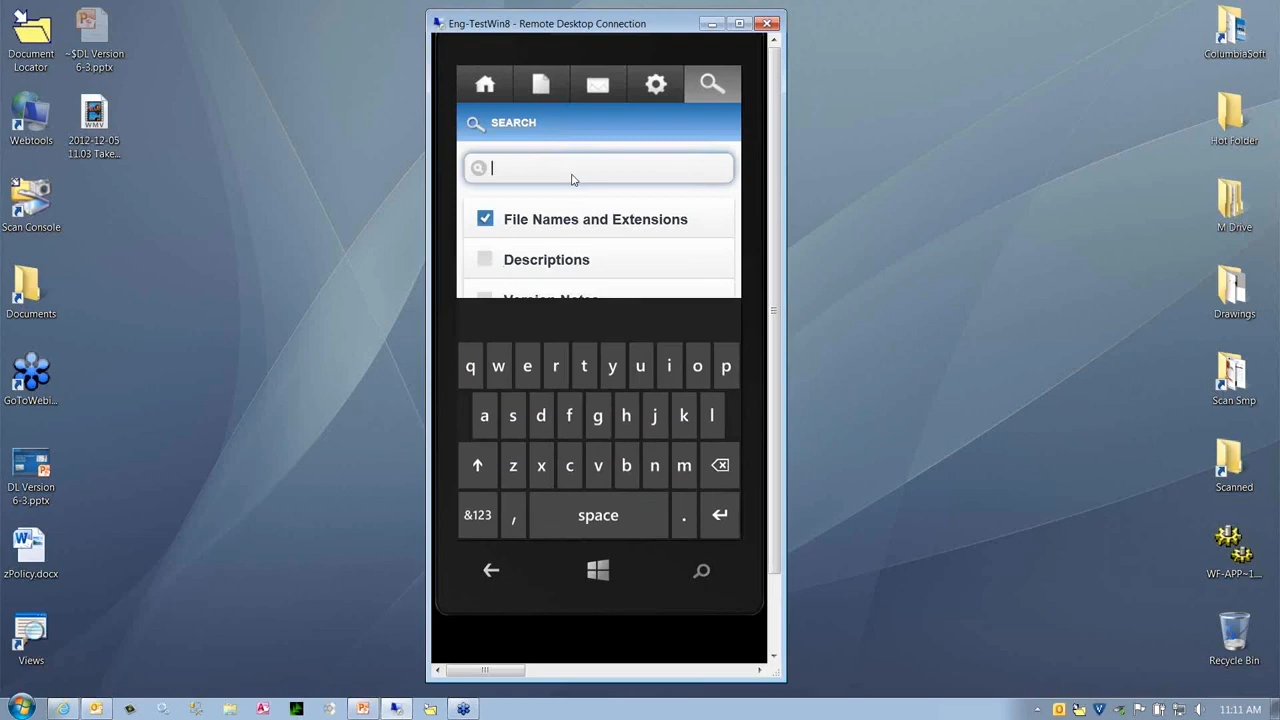 Eng-TestWin8 - Remote Desktop Connection
Document
Locator
~$DL Version
6-3.pptx
Webtools
2012-12-05
11.03 Take...
Scan Console
Documents
GoToWebi...
DL Version
6-3.pptx
zPolicy.docx
Views
SEARCH
File Names and Extensions
Descriptions
Version Notes
q w e r t y u i o p
a s d f g h j k l
z x c v b n m
&123 , space .
ColumbiaSoft
Hot Folder
M Drive
Drawings
Scan Smp
Scanned
WF-APP~1...
Recycle Bin
11:11 AM